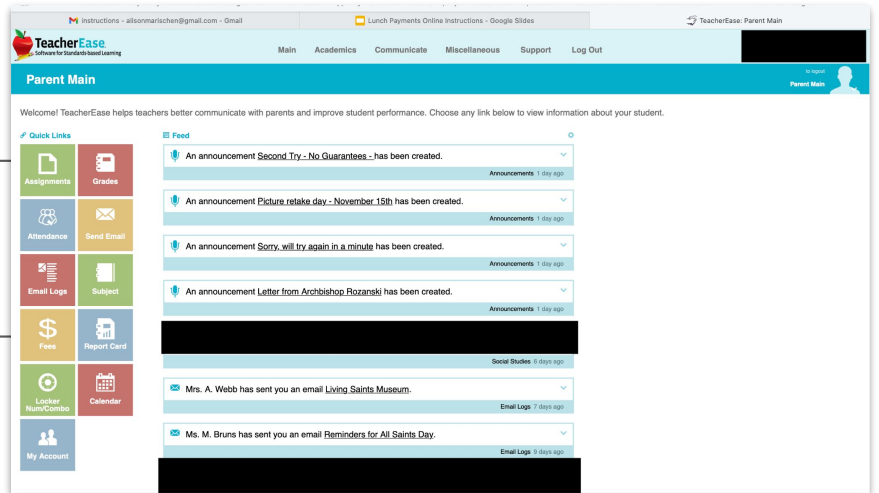 Instructions - ailsonmarischen@gmail.com - Gmail
Lunch Payments Online Instructions - Google Slides
TeacherEase: Parent Main
TeacherEase
Software for Standards-based Learning
Main Academics Communicate Miscellaneous Support Log Out
Parent Main
to logout
Parent Main
Welcome! TeacherEase helps teachers better communicate with parents and improve student performance. Choose any link below to view information about your student.
Quick Links
Assignments
Grades
Attendance
Send Email
Email Logs
Subject
Fees
Report Card
Locker
Num/Combo
Calendar
My Account
Feed
An announcement Second Try - No Guarantees - has been created.
Announcements 1 day ago
An announcement Picture retake day - November 15th has been created.
Announcements 1 day ago
An announcement Sorry, will try again in a minute has been created.
Announcements 1 day ago
An announcement Letter from Archbishop Rozanski has been created.
Announcements 1 day ago
Social Studies 6 days ago
Mrs. A. Webb has sent you an email Living Saints Museum.
Email Logs 7 days ago
Ms. M. Bruns has sent you an email Reminders for All Saints Day.
Email Logs 9 days ago